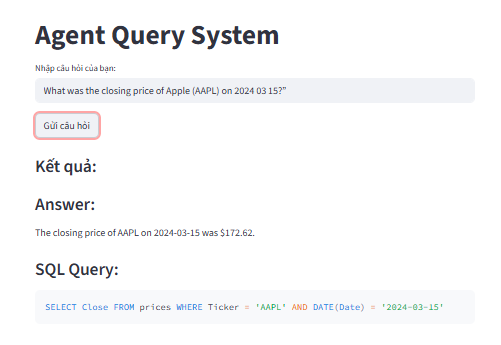 Agent Query System
Nhập câu hỏi của bạn:
What was the closing price of Apple (AAPL) on 2024 03 15?”
Gửi câu hỏi
Kết quả:
Answer:
The closing price of AAPL on 2024-03-15 was $172.62.
SQL Query:
SELECT Close FROM prices WHERE Ticker = 'AAPL' AND DATE(Date) = '2024-03-15'